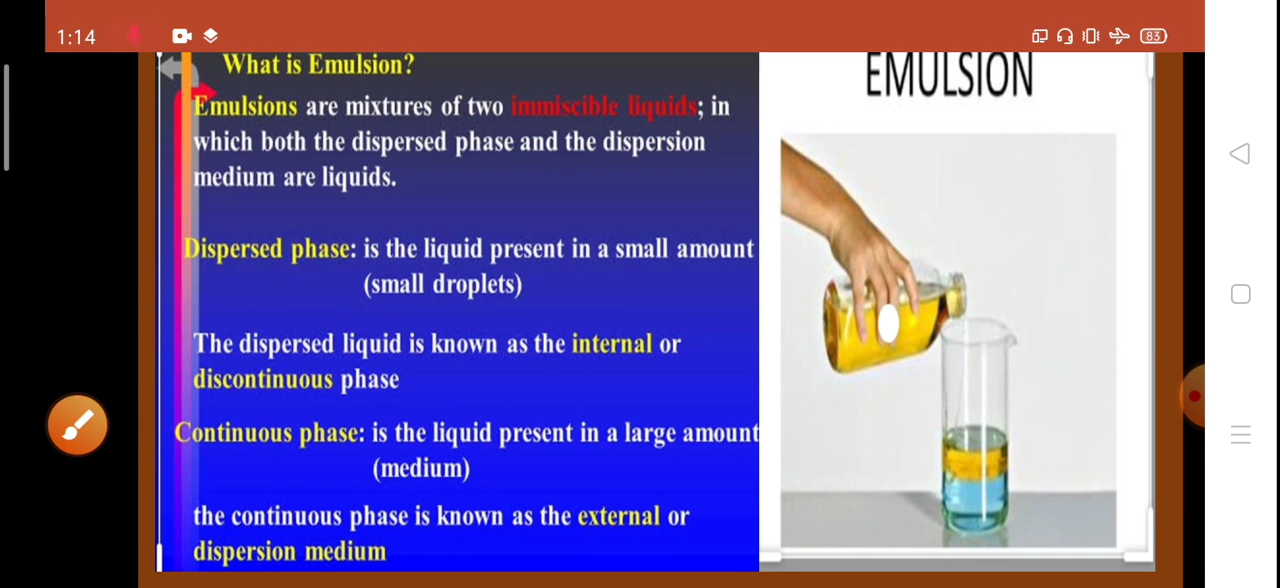 1:14
83
What is Emulsion?
Emulsions are mixtures of two immiscible liquids; in
which both the dispersed phase and the dispersion
medium are liquids.
Dispersed phase: is the liquid present in a small amount
(small droplets)
The dispersed liquid is known as the internal or
discontinuous phase
Continuous phase: is the liquid present in a large amount
(medium)
the continuous phase is known as the external or
dispersion medium
EMULSION